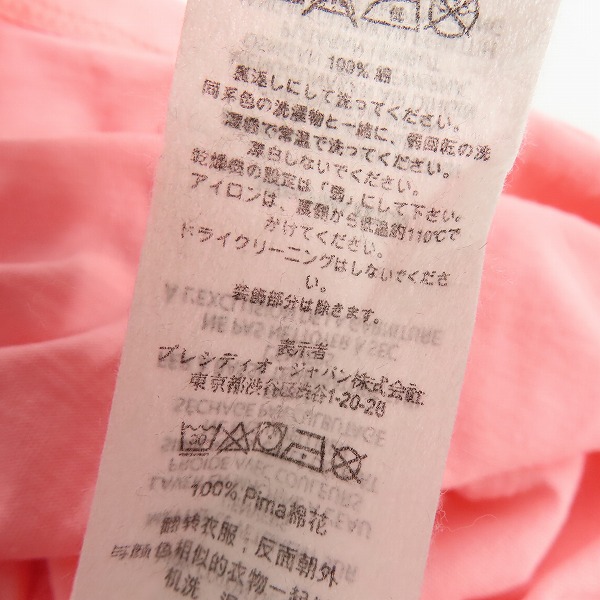 100% 綿
裏返しにして洗ってください。
同系色の洗濯物と一緒に、弱回転の洗
濯機で常温で洗ってください。
漂白しないでください。
乾燥機の設定は「弱」にして下さい。
アイロンは、裏側から低温約110℃で
かけてください。
ドライクリーニングはしないでくださ
い。
装飾部分は除きます。
表示者
プレシディオ・ジャパン株式会社
東京都渋谷区渋谷1-20-28
30
100% Pima棉花
翻转衣服，反面朝外
与颜色相似的衣物一起
机洗